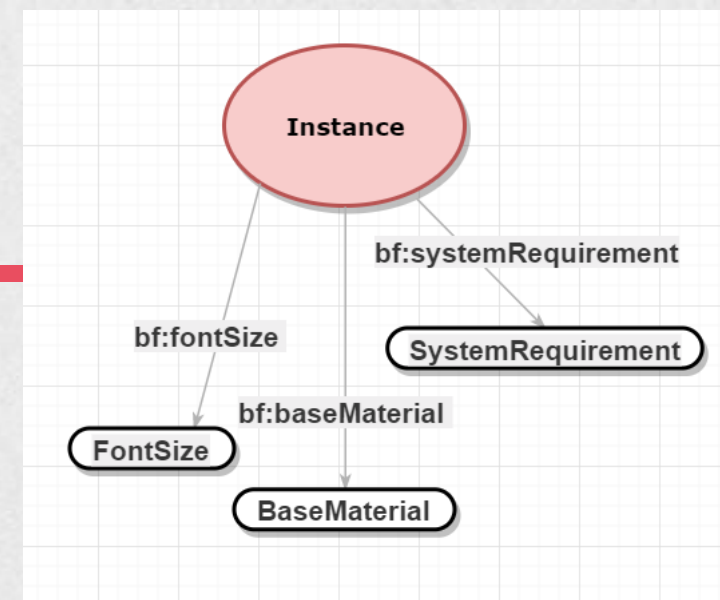 Instance
bf:systemRequirement
bf:fontSize
SystemRequirement
bf:baseMaterial
FontSize
BaseMaterial